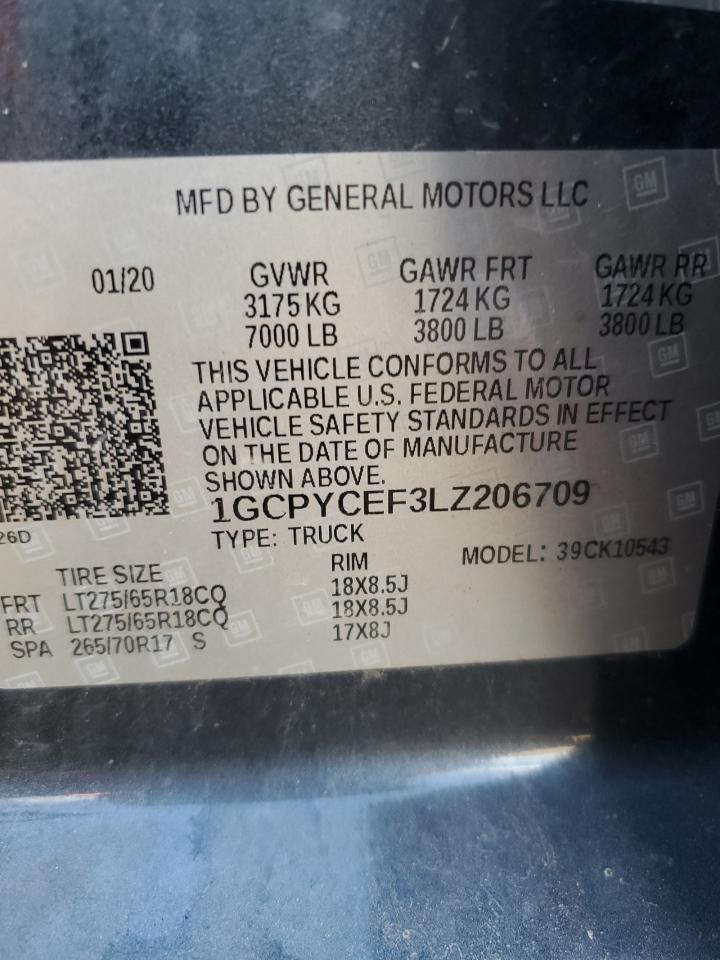 MFD BY GENERAL MOTORS LLC
01/20 GVWR GAWR FRT GAWR RR
3175 KG 1724 KG 1724 KG
7000 LB 3800 LB 3800 LB
THIS VEHICLE CONFORMS TO ALL
APPLICABLE U.S. FEDERAL MOTOR
VEHICLE SAFETY STANDARDS IN EFFECT
ON THE DATE OF MANUFACTURE
SHOWN ABOVE.
1GCPYCEF3LZ206709
26D
TYPE: TRUCK
MODEL: 39CK10543
TIRE SIZE RIM
FRT LT275/65R18CQ 18X8.5J
RR LT275/65R18CQ 18X8.5J
SPA 265/70R17 S 17X8J